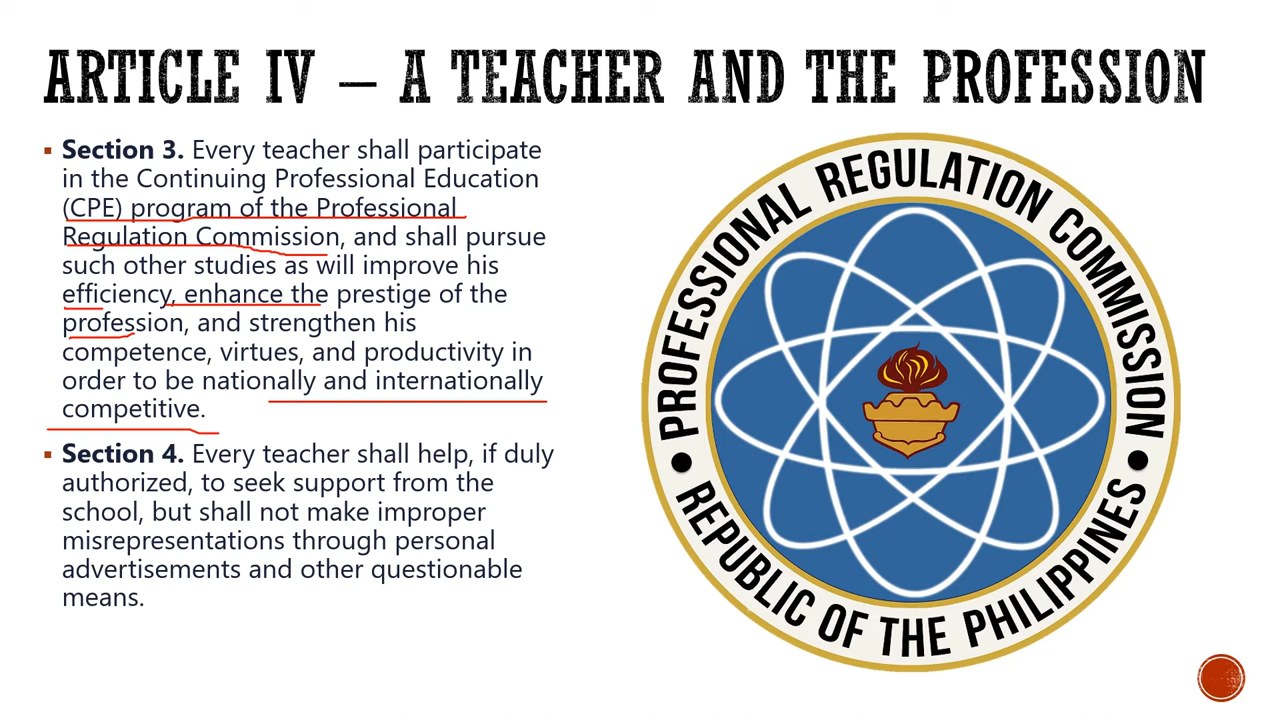 ARTICLE IV – A TEACHER AND THE PROFESSION
▪ Section 3. Every teacher shall participate
in the Continuing Professional Education
(CPE) program of the Professional
Regulation Commission, and shall pursue
such other studies as will improve his
efficiency, enhance the prestige of the
profession, and strengthen his
competence, virtues, and productivity in
order to be nationally and internationally
competitive.
▪ Section 4. Every teacher shall help, if duly
authorized, to seek support from the
school, but shall not make improper
misrepresentations through personal
advertisements and other questionable
means.
PROFESSIONAL REGULATION COMMISSION
REPUBLIC OF THE PHILIPPINES